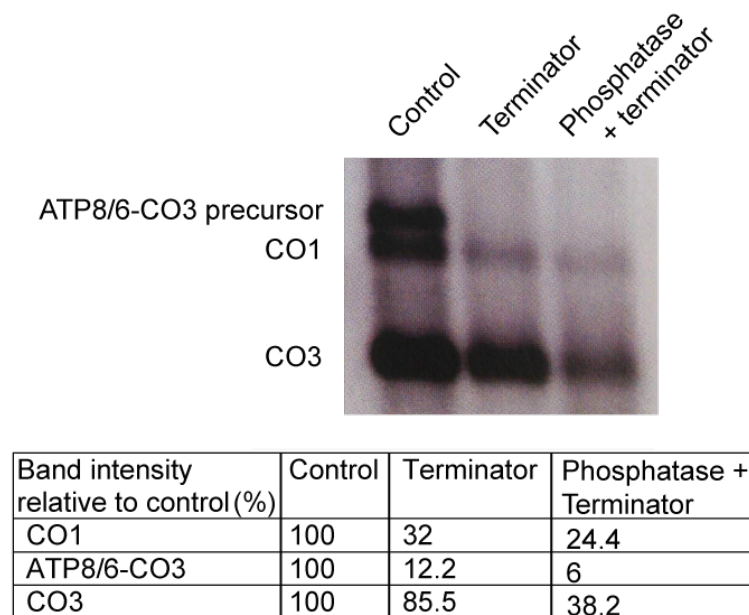 Control
Terminator
Phosphatase
+ terminator
ATP8/6-CO3 precursor
CO1
CO3
Band intensity relative to control (%) | Control | Terminator | Phosphatase + Terminator
CO1 | 100 | 32 | 24.4
ATP8/6-CO3 | 100 | 12.2 | 6
CO3 | 100 | 85.5 | 38.2